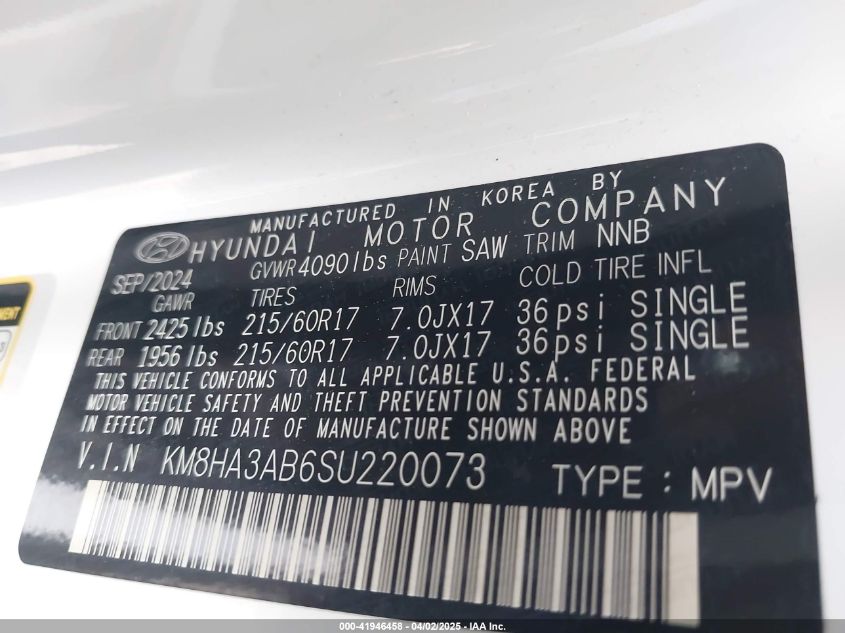 MANUFACTURED IN KOREA BY
HYUNDAI MOTOR COMPANY
SEP/2024 GVWR 4090lbs PAINT SAW TRIM NNB
GAWR TIRES RIMS COLD TIRE INFL
FRONT 2425 lbs 215/60R17 7.0JX17 36psi SINGLE
REAR 1956 lbs 215/60R17 7.0JX17 36psi SINGLE
THIS VEHICLE CONFORMS TO ALL APPLICABLE U.S.A. FEDERAL
MOTOR VEHICLE SAFETY AND THEFT PREVENTION STANDARDS
IN EFFECT ON THE DATE OF MANUFACTURE SHOWN ABOVE
V.I.N KM8HA3AB6SU220073 TYPE : MPV
000-41946458 - 04/02/2025 - IAA Inc.